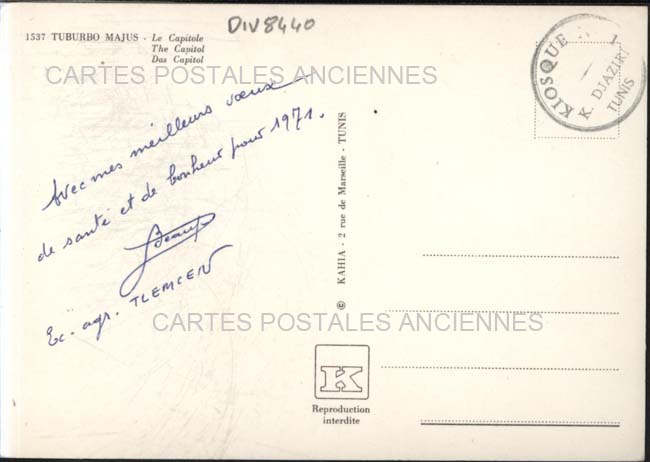 DIV8440
1537 TUBURBO MAJUS - Le Capitole
The Capitol
Das Capitol
KIOSQUE N° 1
K. DJAZIRI
TUNIS
CARTES POSTALES ANCIENNES
Avec mes meilleurs voeux
de santé et de bonheur pour 1971.
Ec. agr. TLEMCEN
© KAHIA - 2 rue de Marseille - TUNIS
CARTES POSTALES ANCIENNES
K
Reproduction
interdite